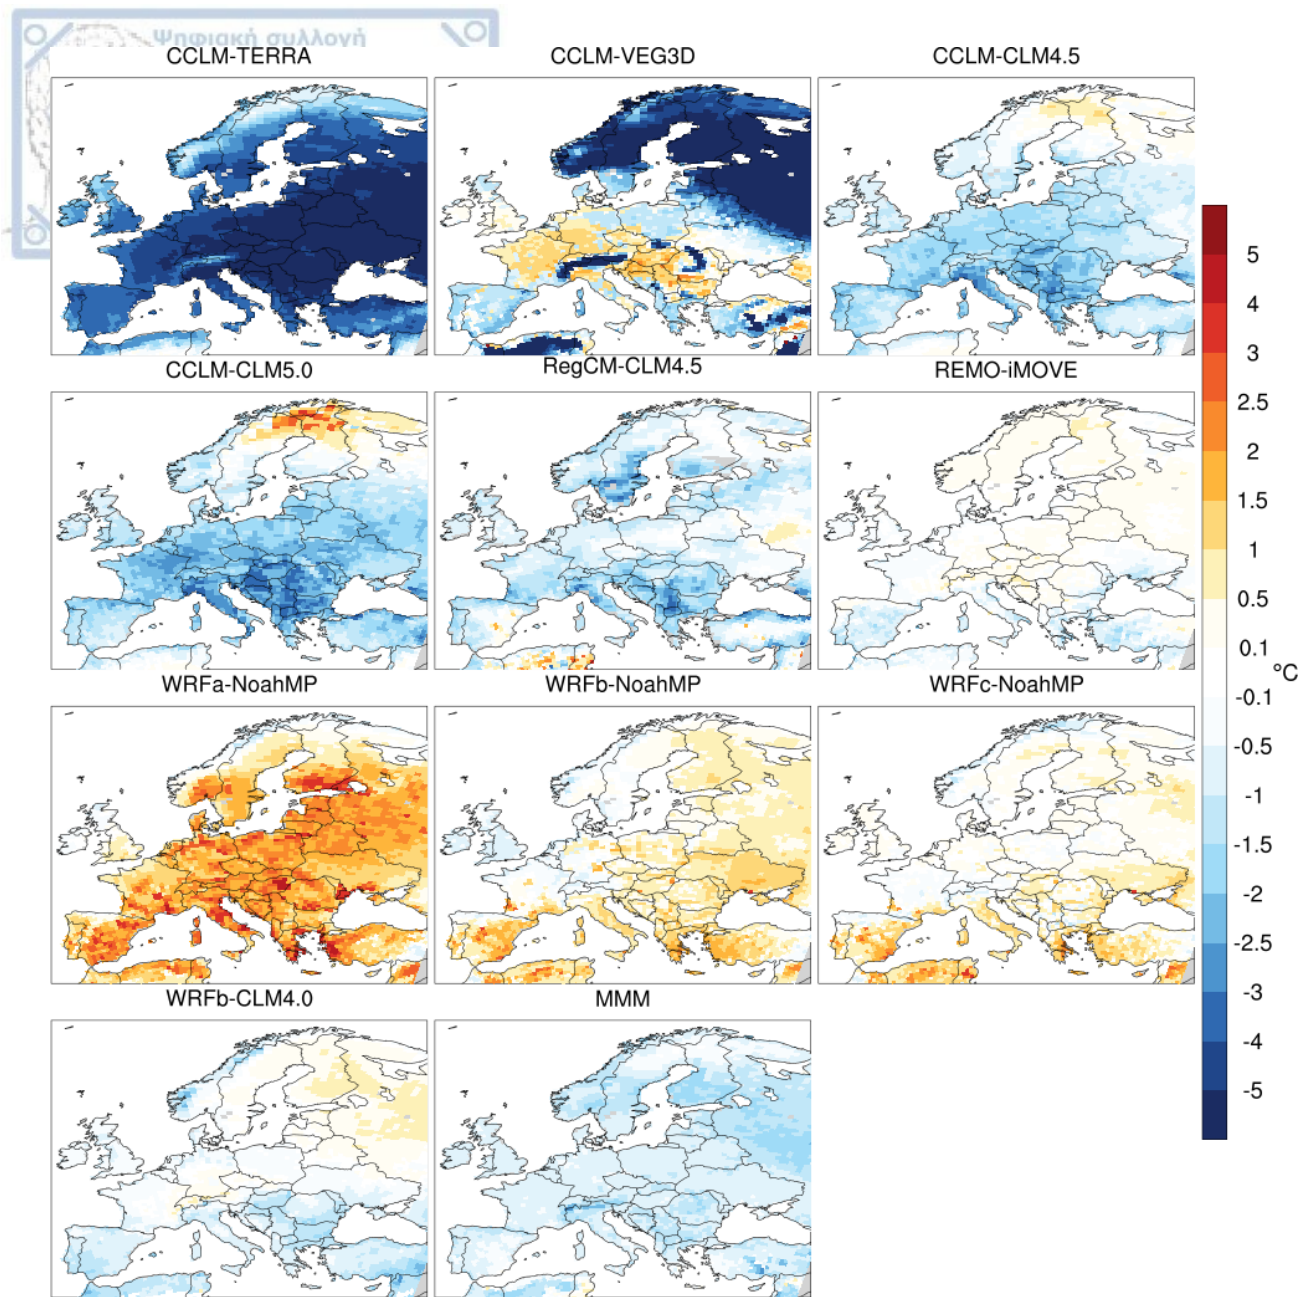 Ψηφιακή συλλογή
CCLM-TERRA
CCLM-VEG3D
CCLM-CLM4.5
CCLM-CLM5.0
RegCM-CLM4.5
REMO-iMOVE
WRFa-NoahMP
WRFb-NoahMP
WRFc-NoahMP
WRFb-CLM4.0
MMM
5
4
3
2.5
2
1.5
1
0.5
0.1
°C
-0.1
-0.5
-1
-1.5
-2
-2.5
-3
-4
-5